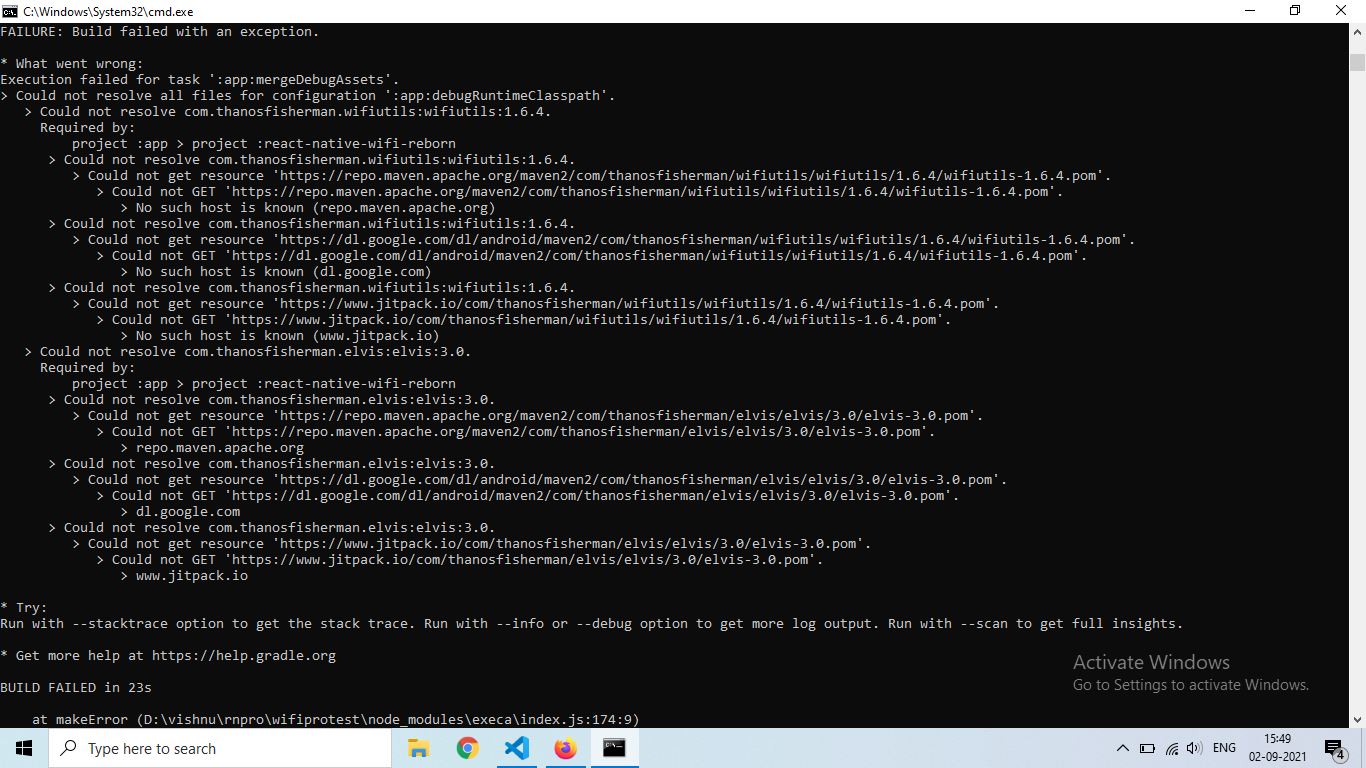 C:\Windows\System32\cmd.exe
FAILURE: Build failed with an exception.
* What went wrong:
Execution failed for task ':app:mergeDebugAssets'.
> Could not resolve all files for configuration ':app:debugRuntimeClasspath'.
> Could not resolve com.thanosfisherman.wifiutils:wifiutils:1.6.4.
Required by:
project :app > project :react-native-wifi-reborn
> Could not resolve com.thanosfisherman.wifiutils:wifiutils:1.6.4.
> Could not get resource 'https://repo.maven.apache.org/maven2/com/thanosfisherman/wifiutils/wifiutils/1.6.4/wifiutils-1.6.4.pom'.
> Could not GET 'https://repo.maven.apache.org/maven2/com/thanosfisherman/wifiutils/wifiutils/1.6.4/wifiutils-1.6.4.pom'.
> No such host is known (repo.maven.apache.org)
> Could not resolve com.thanosfisherman.wifiutils:wifiutils:1.6.4.
> Could not get resource 'https://dl.google.com/dl/android/maven2/com/thanosfisherman/wifiutils/wifiutils/1.6.4/wifiutils-1.6.4.pom'.
> Could not GET 'https://dl.google.com/dl/android/maven2/com/thanosfisherman/wifiutils/wifiutils/1.6.4/wifiutils-1.6.4.pom'.
> No such host is known (dl.google.com)
> Could not resolve com.thanosfisherman.wifiutils:wifiutils:1.6.4.
> Could not get resource 'https://www.jitpack.io/com/thanosfisherman/wifiutils/wifiutils/1.6.4/wifiutils-1.6.4.pom'.
> Could not GET 'https://www.jitpack.io/com/thanosfisherman/wifiutils/wifiutils/1.6.4/wifiutils-1.6.4.pom'.
> No such host is known (www.jitpack.io)
> Could not resolve com.thanosfisherman.elvis:elvis:3.0.
Required by:
project :app > project :react-native-wifi-reborn
> Could not resolve com.thanosfisherman.elvis:elvis:3.0.
> Could not get resource 'https://repo.maven.apache.org/maven2/com/thanosfisherman/elvis/elvis/3.0/elvis-3.0.pom'.
> Could not GET 'https://repo.maven.apache.org/maven2/com/thanosfisherman/elvis/elvis/3.0/elvis-3.0.pom'.
> repo.maven.apache.org
> Could not resolve com.thanosfisherman.elvis:elvis:3.0.
> Could not get resource 'https://dl.google.com/dl/android/maven2/com/thanosfisherman/elvis/elvis/3.0/elvis-3.0.pom'.
> Could not GET 'https://dl.google.com/dl/android/maven2/com/thanosfisherman/elvis/elvis/3.0/elvis-3.0.pom'.
> dl.google.com
> Could not resolve com.thanosfisherman.elvis:elvis:3.0.
> Could not get resource 'https://www.jitpack.io/com/thanosfisherman/elvis/elvis/3.0/elvis-3.0.pom'.
> Could not GET 'https://www.jitpack.io/com/thanosfisherman/elvis/elvis/3.0/elvis-3.0.pom'.
> www.jitpack.io
* Try:
Run with --stacktrace option to get the stack trace. Run with --info or --debug option to get more log output. Run with --scan to get full insights.
* Get more help at https://help.gradle.org
BUILD FAILED in 23s
at makeError (D:\vishnu\rnpro\wifiprotest\node_modules\execa\index.js:174:9)
Activate Windows
Go to Settings to activate Windows.
Type here to search
ENG
15:49
02-09-2021
4